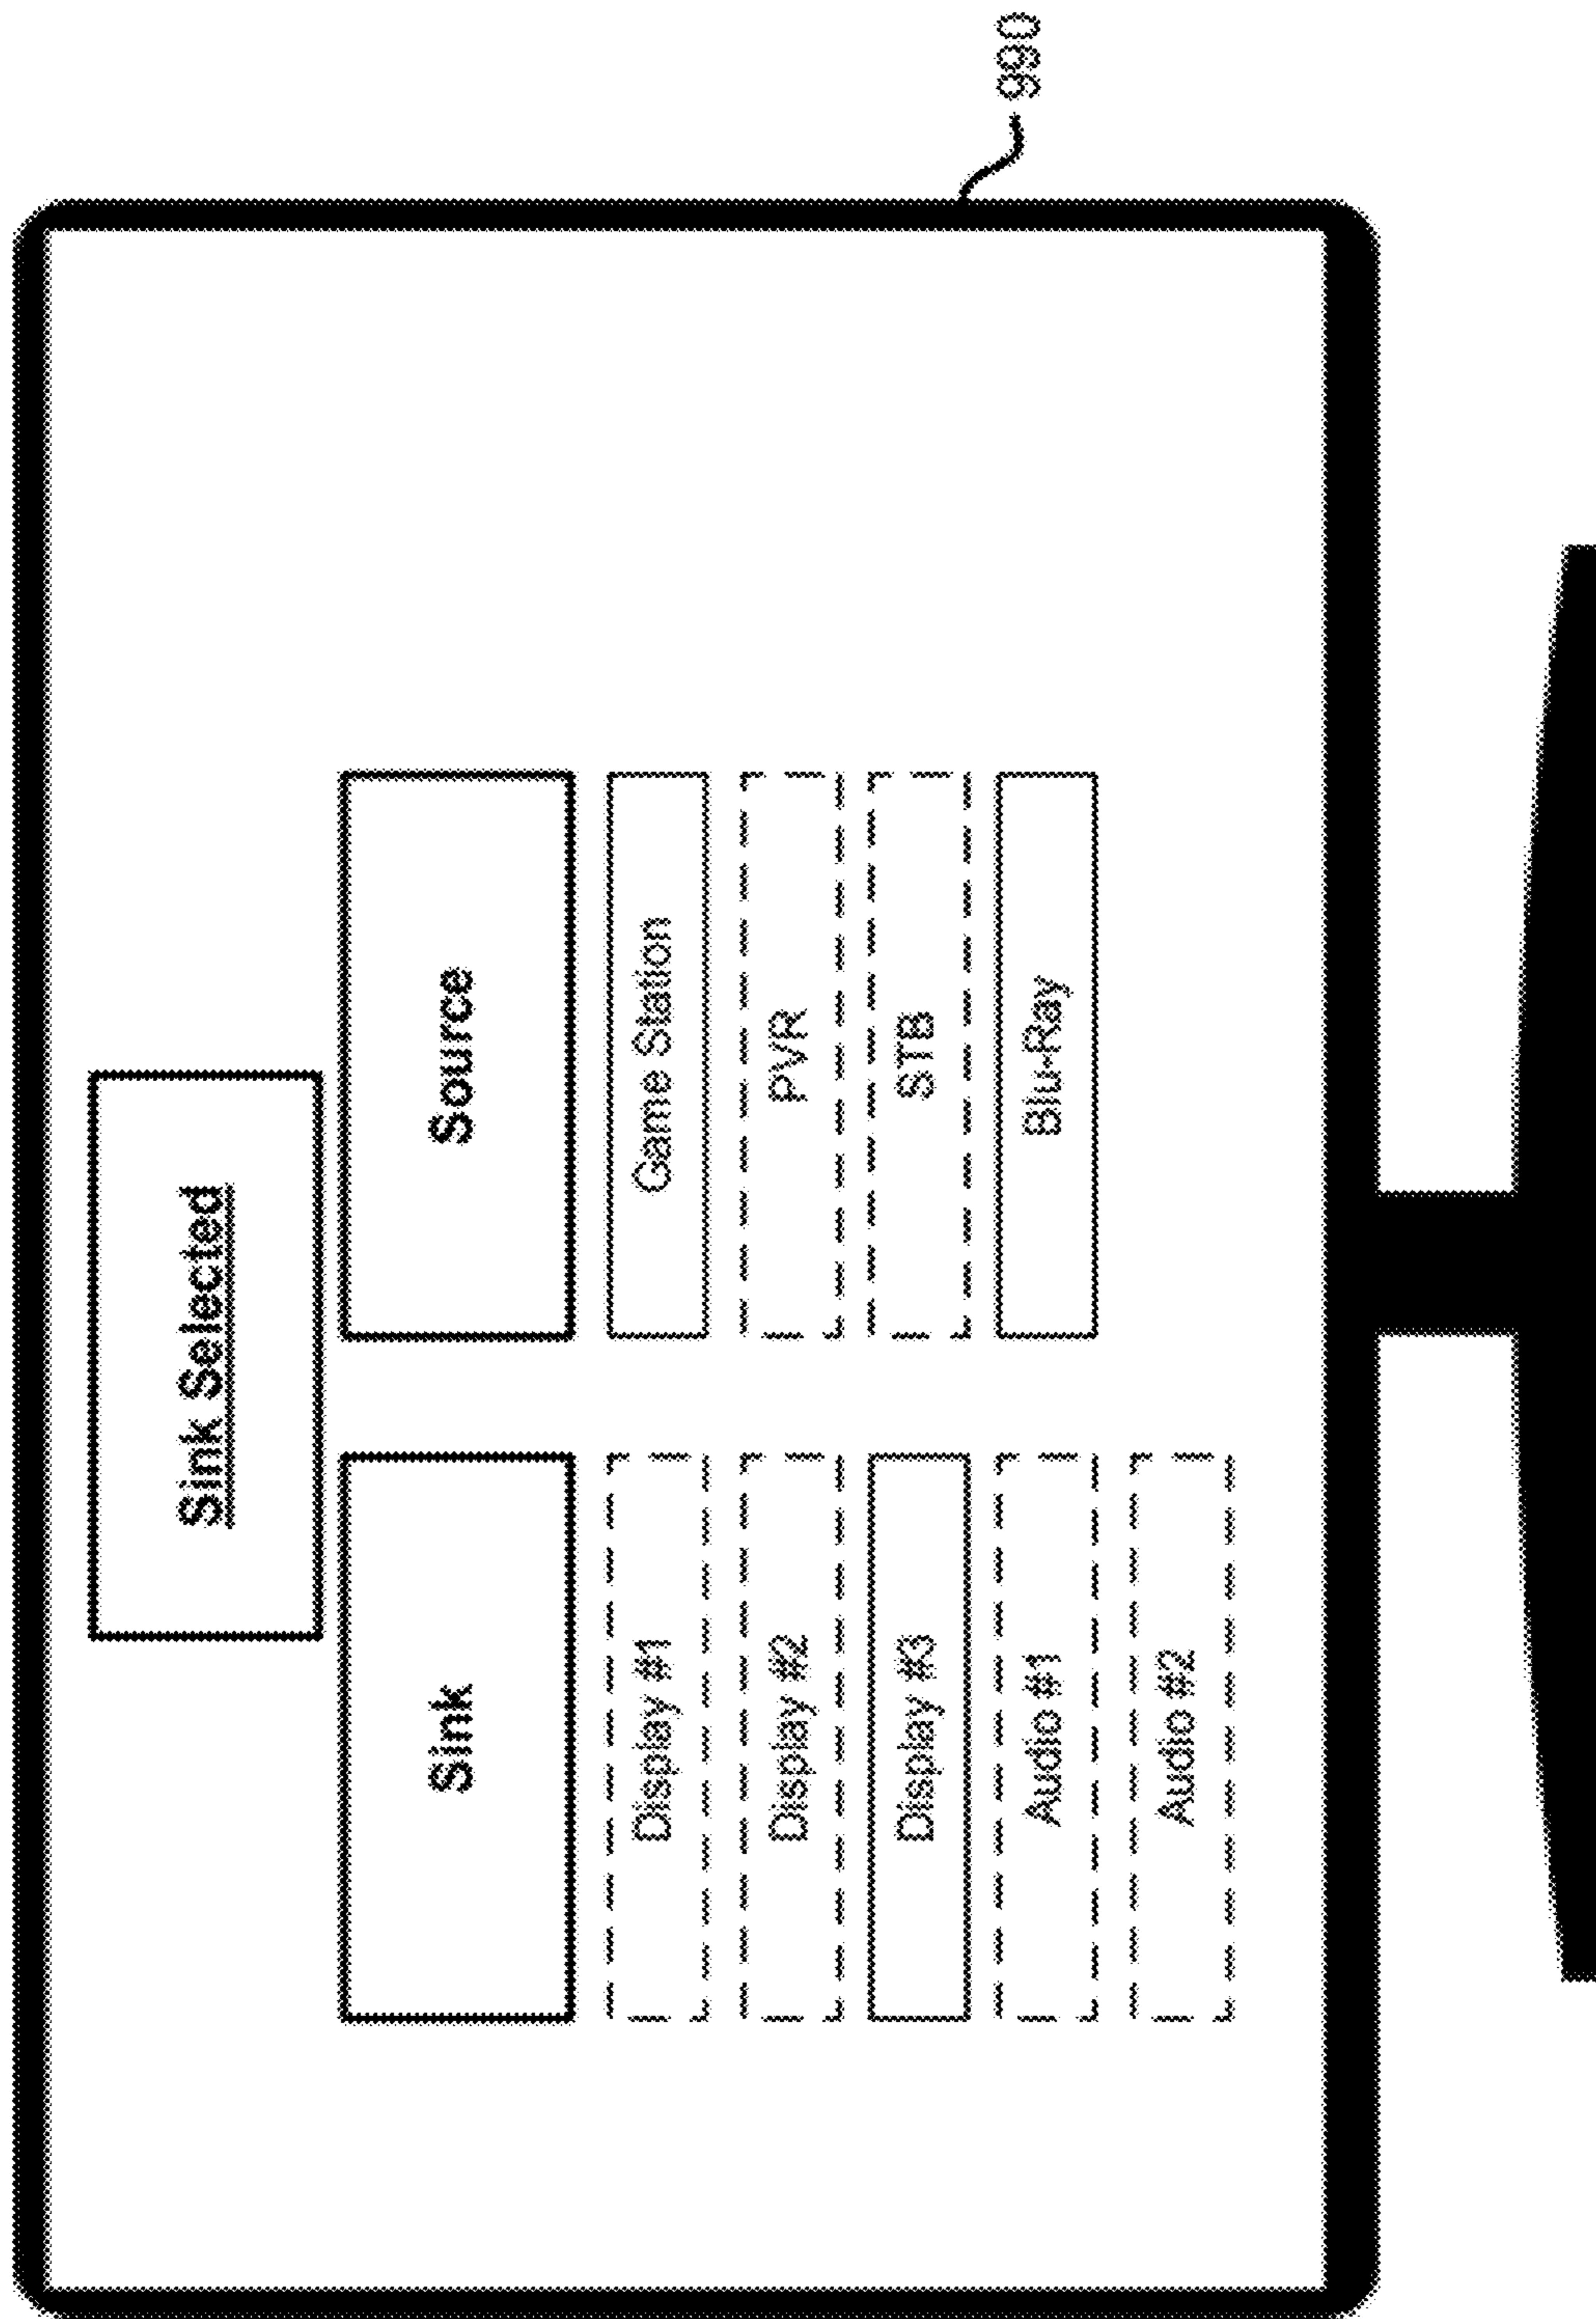 Sink Selected
Sink
Display #1
Display #2
Display #3
Audio #1
Audio #2
Source
Game Station
PVR
STB
Blu-Ray
990